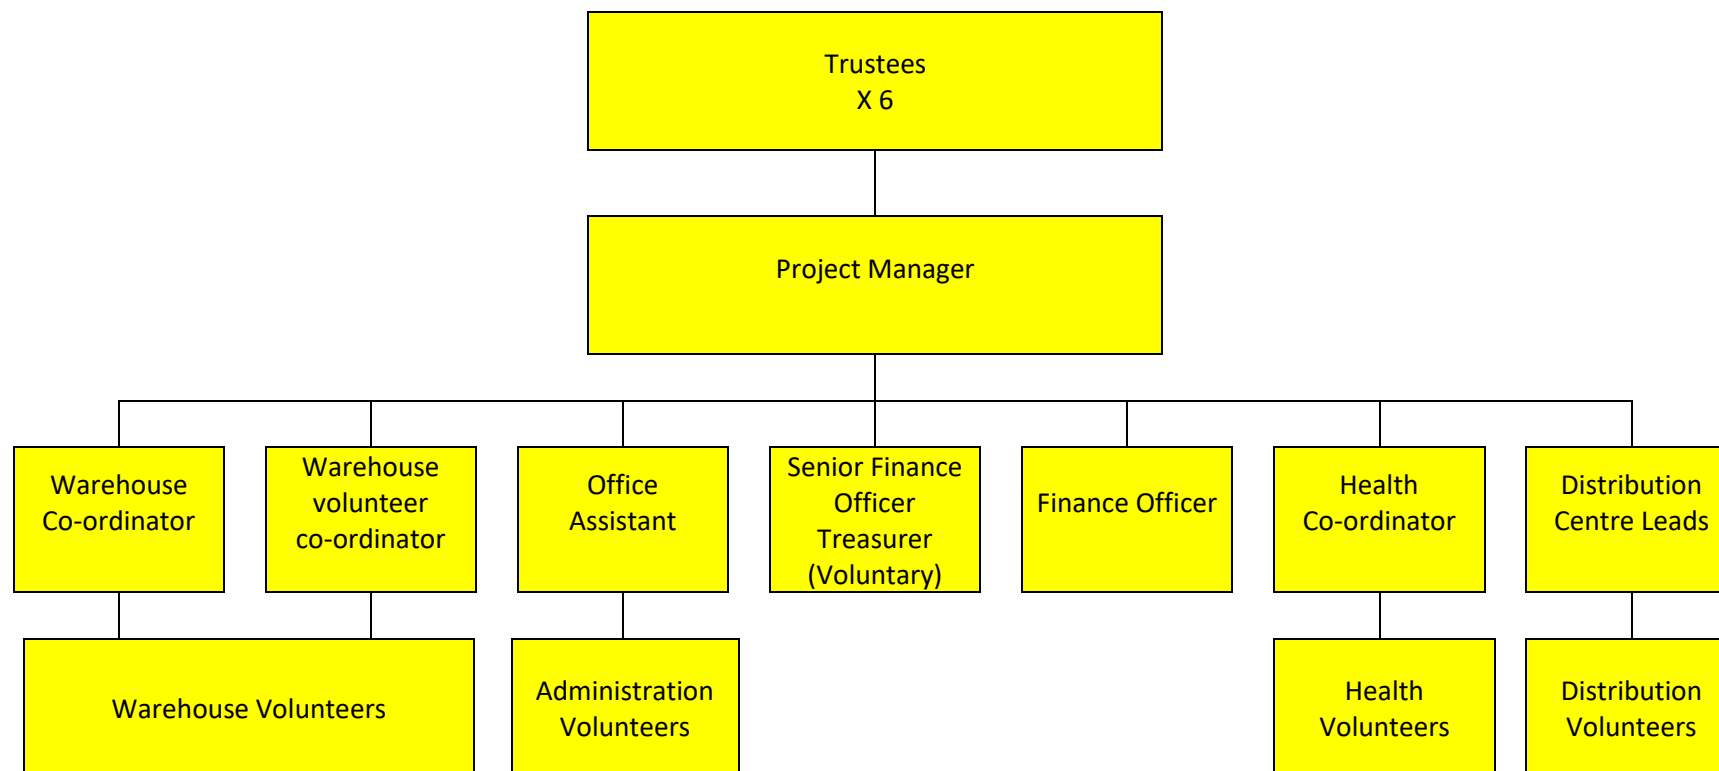 Trustees
X 6
Project Manager
Warehouse
Co-ordinator
Warehouse
volunteer
co-ordinator
Office
Assistant
Senior Finance
Officer
Treasurer
(Voluntary)
Finance Officer
Health
Co-ordinator
Distribution
Centre Leads
Warehouse Volunteers
Administration
Volunteers
Health
Volunteers
Distribution
Volunteers